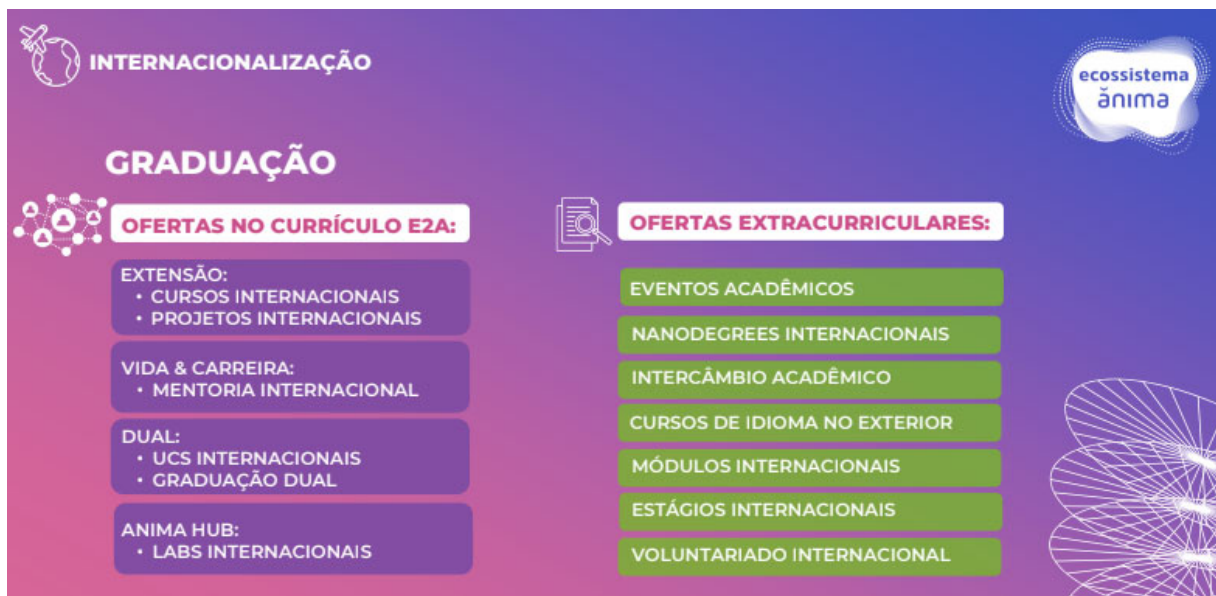 INTERNACIONALIZAÇÃO
ecossistema
ănima
GRADUAÇÃO
OFERTAS NO CURRÍCULO E2A:
EXTENSÃO:
• CURSOS INTERNACIONAIS
• PROJETOS INTERNACIONAIS
VIDA & CARREIRA:
• MENTORIA INTERNACIONAL
DUAL:
• UCS INTERNACIONAIS
• GRADUAÇÃO DUAL
ANIMA HUB:
• LABS INTERNACIONAIS
OFERTAS EXTRACURRICULARES:
EVENTOS ACADÊMICOS
NANODEGREES INTERNACIONAIS
INTERCÂMBIO ACADÊMICO
CURSOS DE IDIOMA NO EXTERIOR
MÓDULOS INTERNACIONAIS
ESTÁGIOS INTERNACIONAIS
VOLUNTARIADO INTERNACIONAL